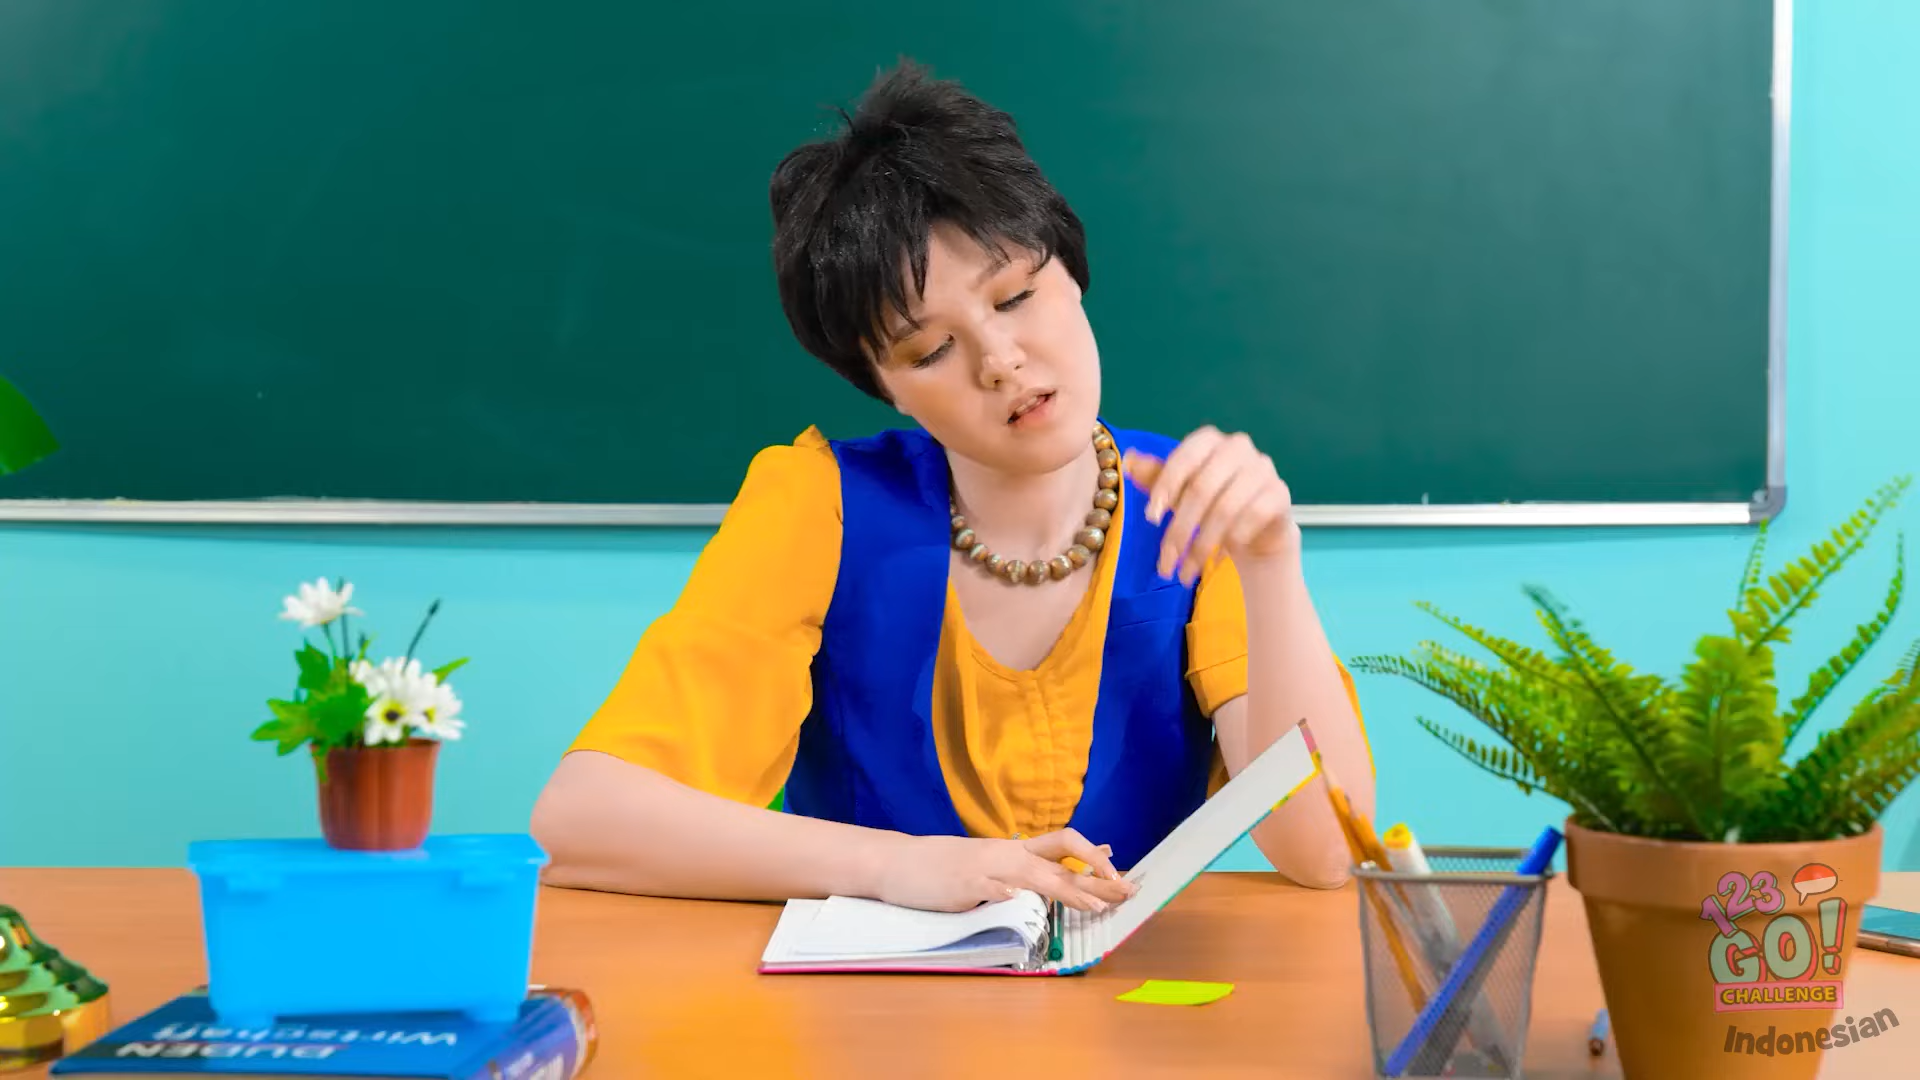 DUDEN
Wirtschaft
123
GO!
CHALLENGE
Indonesian